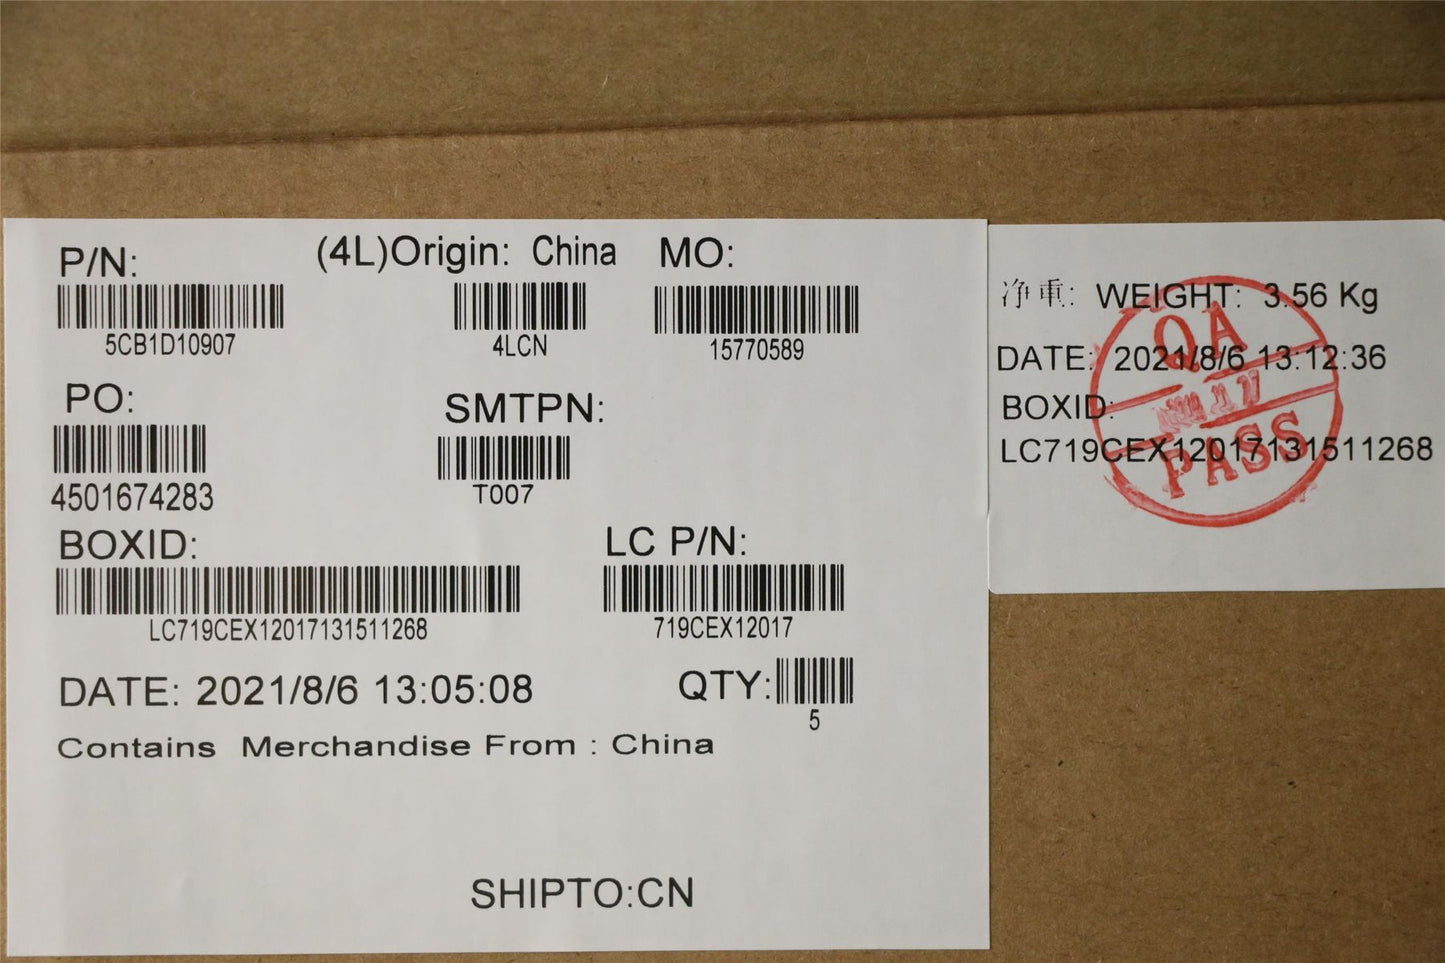 P/N:
5CB1D10907
(4L)Origin: China
4LCN
MO:
15770589
PO:
4501674283
SMTPN:
T007
BOXID:
LC719CEX12017131511268
LC P/N:
719CEX12017
DATE: 2021/8/6 13:05:08
QTY:
5
Contains Merchandise From : China
SHIPTO:CN
净重: WEIGHT: 3.56 Kg
DATE: 2021/8/6 13:12:36
BOXID:
LC719CEX12017131511268
QA
PASS